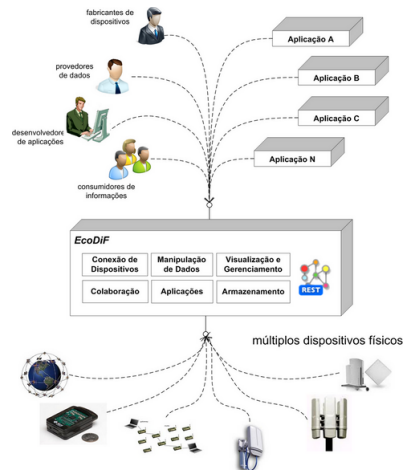 fabricantes de
dispositivos
provedores
de dados
desenvolvedores
de aplicações
consumidores de
informações
Aplicação A
Aplicação B
Aplicação C
Aplicação N
EcoDiF
Conexão de
Dispositivos
Manipulação
de Dados
Visualização e
Gerenciamento
Colaboração
Aplicações
Armazenamento
REST
múltiplos dispositivos físicos